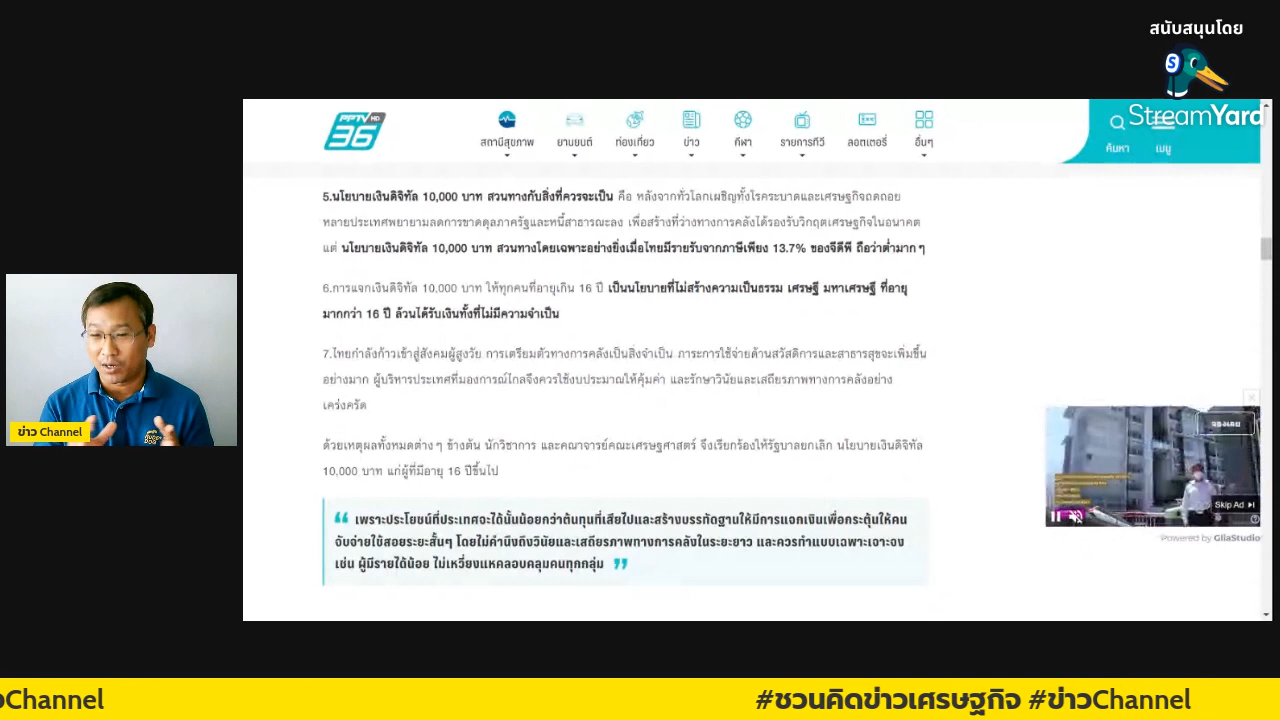 สนับสนุนโดย
StreamYard
PPTV HD
36
สถานีสุขภาพ ยานยนต์ ท่องเที่ยว ข่าว กีฬา รายการทีวี ลอตเตอรี่ อื่นๆ ค้นหา เมนู
5.นโยบายเงินดิจิทัล 10,000 บาท สวนทางกับสิ่งที่ควรจะเป็น คือ หลังจากทั่วโลกเผชิญทั้งโรคระบาดและเศรษฐกิจถดถอย
หลายประเทศพยายามลดการขาดดุลภาครัฐและหนี้สาธารณะลง เพื่อสร้างที่ว่างทางการคลังไว้รองรับวิกฤตเศรษฐกิจในอนาคต
แต่ นโยบายเงินดิจิทัล 10,000 บาท สวนทางโดยเฉพาะอย่างยิ่งเมื่อไทยมีรายรับจากภาษีเพียง 13.7% ของจีดีพี ถือว่าต่ำมาก ๆ
6.การแจกเงินดิจิทัล 10,000 บาท ให้ทุกคนที่อายุเกิน 16 ปี เป็นนโยบายที่ไม่สร้างความเป็นธรรม เศรษฐี มหาเศรษฐี ที่อายุ
มากกว่า 16 ปี ล้วนได้รับเงินทั้งที่ไม่มีความจำเป็น
7.ไทยกำลังก้าวเข้าสู่สังคมผู้สูงวัย การเตรียมตัวทางการคลังเป็นสิ่งจำเป็น ภาระการใช้จ่ายด้านสวัสดิการและสาธารสุขจะเพิ่มขึ้น
อย่างมาก ผู้บริหารประเทศที่มองการณ์ไกลจึงควรใช้งบประมาณให้คุ้มค่า และรักษาวินัยและเสถียรภาพทางการคลังอย่าง
เคร่งครัด
ด้วยเหตุผลทั้งหมดต่าง ๆ ข้างต้น นักวิชาการ และคณาจารย์คณะเศรษฐศาสตร์ จึงเรียกร้องให้รัฐบาลยกเลิก นโยบายเงินดิจิทัล
10,000 บาท แก่ผู้ที่มีอายุ 16 ปีขึ้นไป
“ เพราะประโยชน์ที่ประเทศจะได้นั้นน้อยกว่าต้นทุนที่เสียไปและสร้างบรรทัดฐานให้มีการแจกเงินเพื่อกระตุ้นให้คน
จับจ่ายใช้สอยระยะสั้นๆ โดยไม่คำนึงถึงวินัยและเสถียรภาพทางการคลังในระยะยาว และควรทำแบบเฉพาะเจาะจง
เช่น ผู้มีรายได้น้อย ไม่เหวี่ยงแหคลอบคลุมคนทุกกลุ่ม ”
จองเลย
Skip Ad
Powered by GliaStudio
ข่าว Channel
Channel #ชวนคิดข่าวเศรษฐกิจ #ข่าวChannel